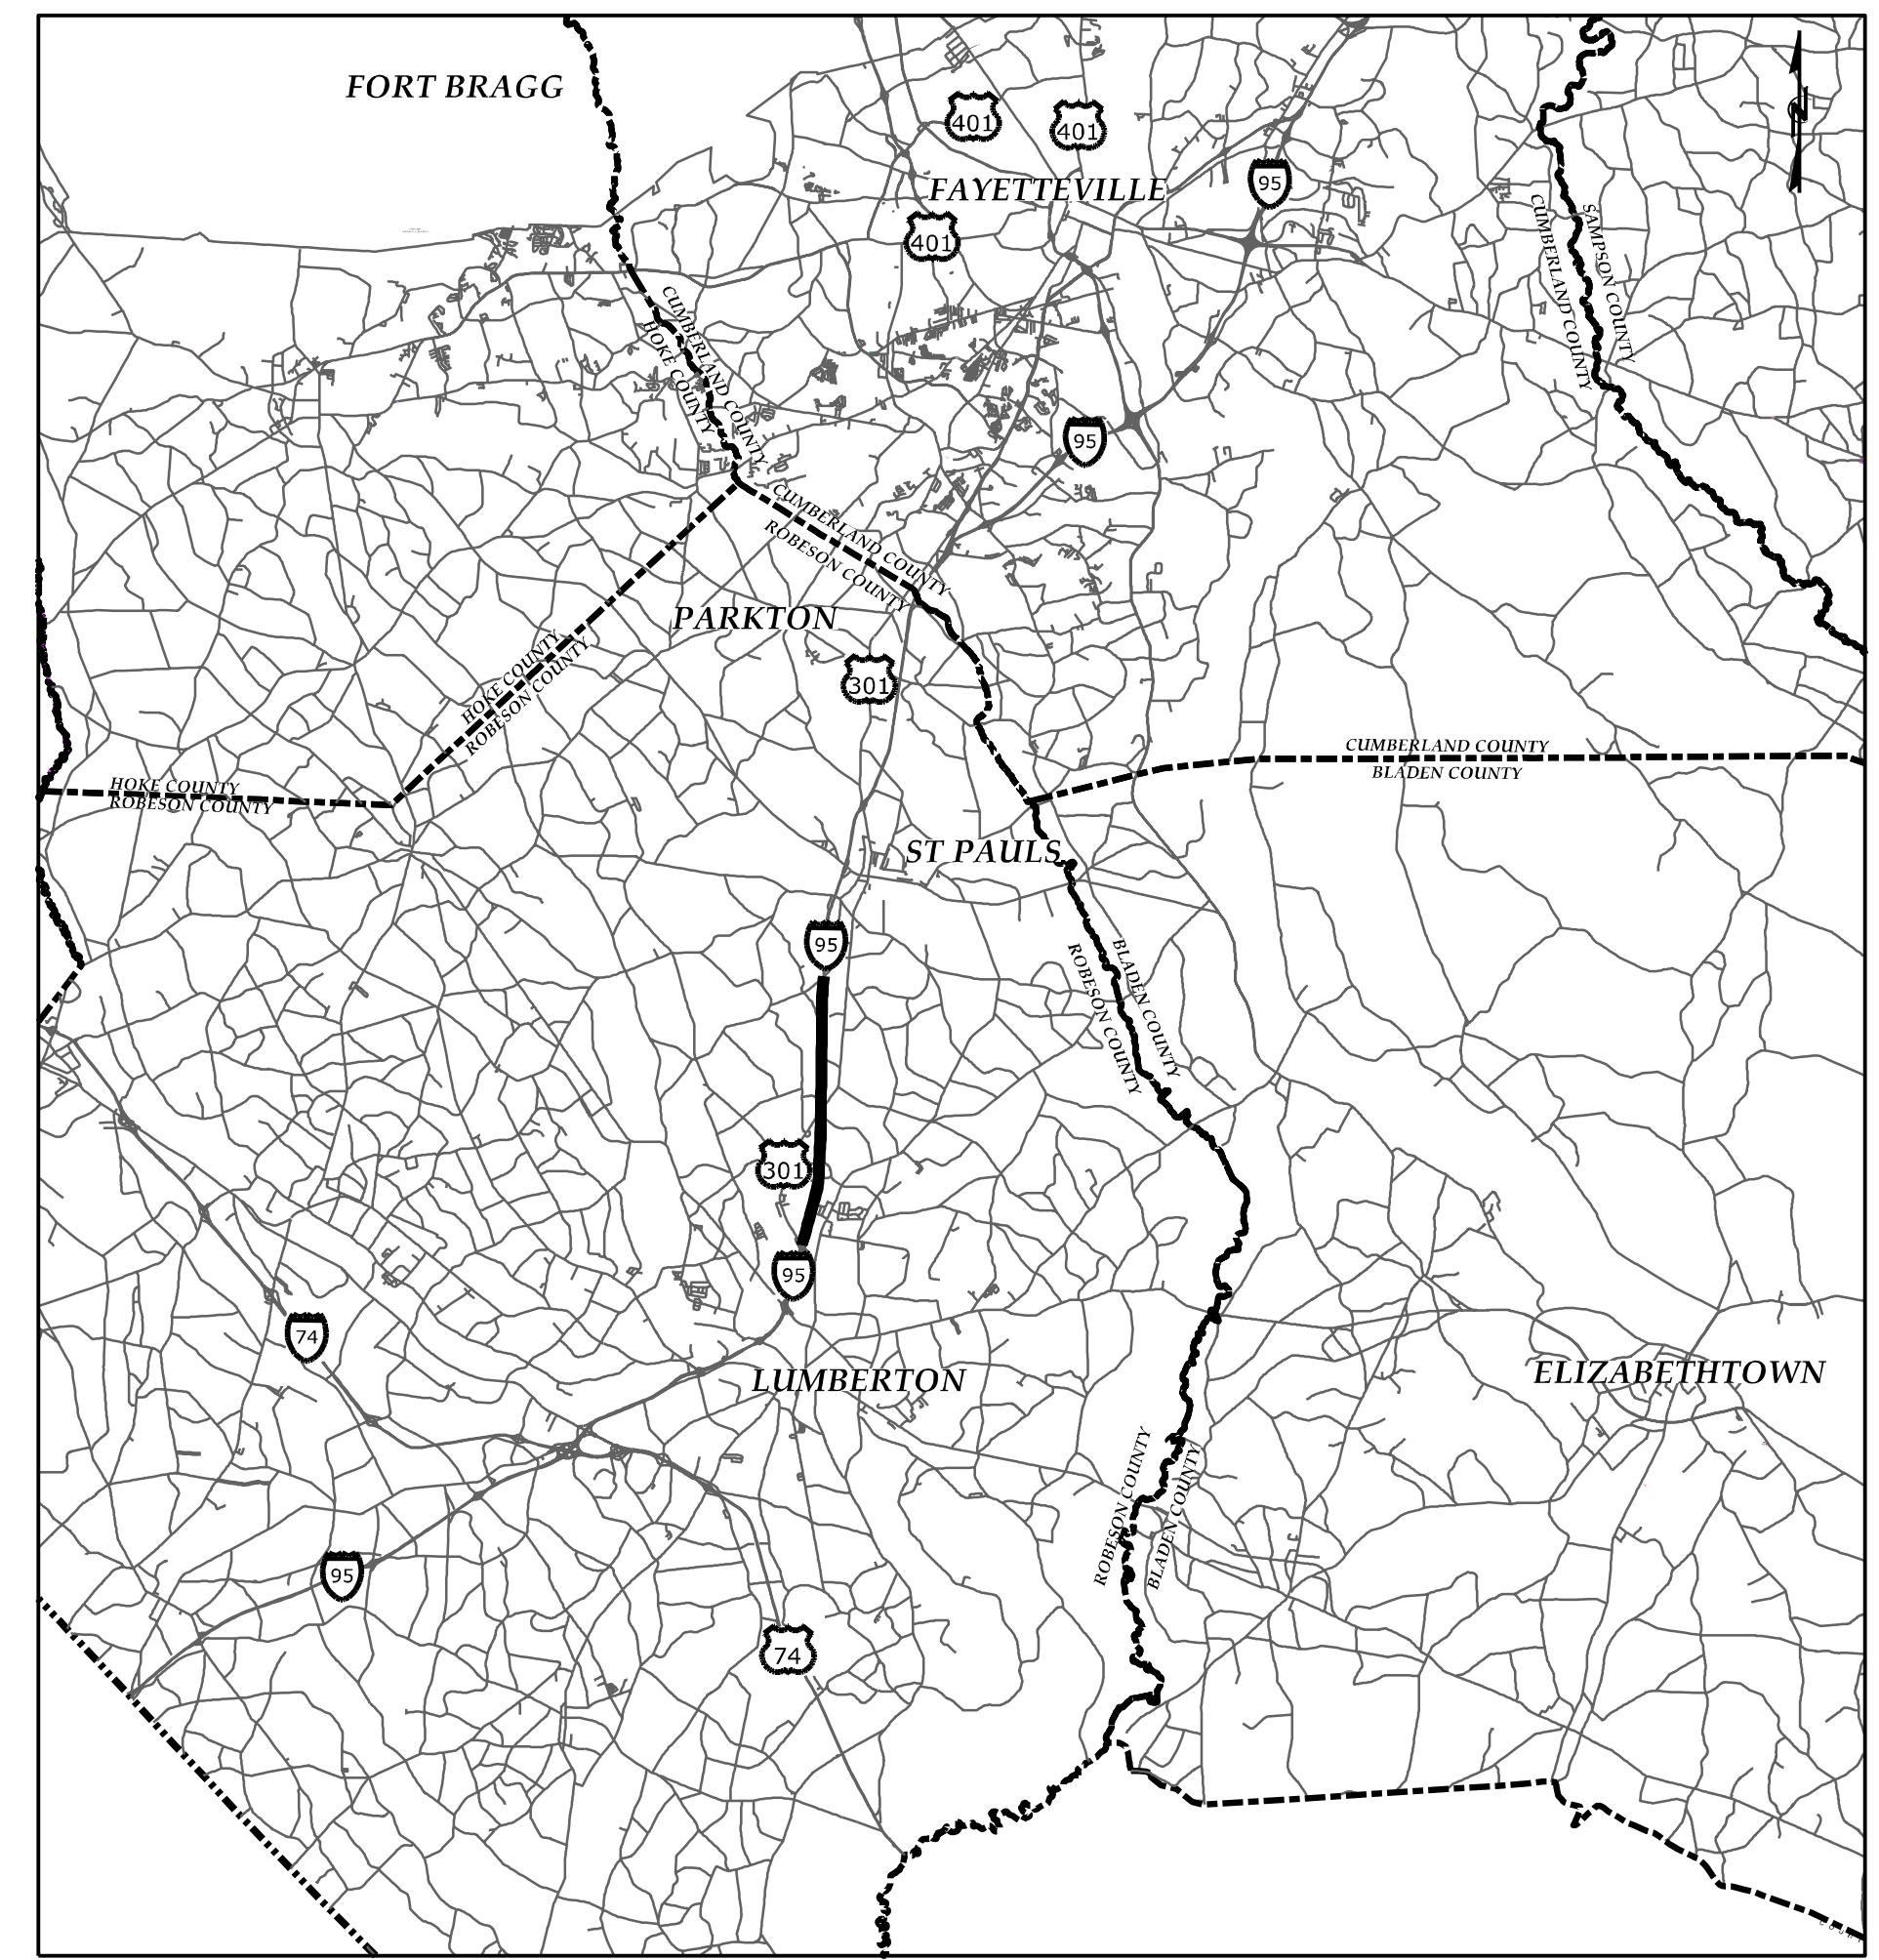 FORT BRAGG
N
401
401
95
FAYETTEVILLE
401
SAMPSON COUNTY
CUMBERLAND COUNTY
CUMBERLAND COUNTY
HOKE COUNTY
95
CUMBERLAND COUNTY
ROBESON COUNTY
PARKTON
HOKE COUNTY
ROBESON COUNTY
301
CUMBERLAND COUNTY
BLADEN COUNTY
HOKE COUNTY
ROBESON COUNTY
ST PAULS
95
BLADEN COUNTY
ROBESON COUNTY
301
95
74
LUMBERTON
ELIZABETHTOWN
ROBESON COUNTY
BLADEN COUNTY
95
74